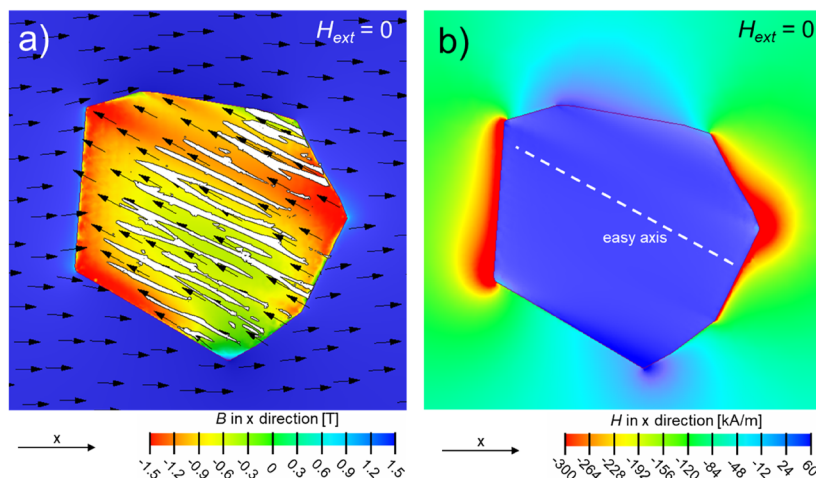 a)
H_ext = 0
b)
H_ext = 0
easy axis
B in x direction [T]
x
-1.5 -1.2 -0.9 -0.6 -0.3 0 0.3 0.6 0.9 1.2 1.5
H in x direction [kA/m]
x
-300 -264 -228 -192 -156 -120 -84 -48 -12 24 60